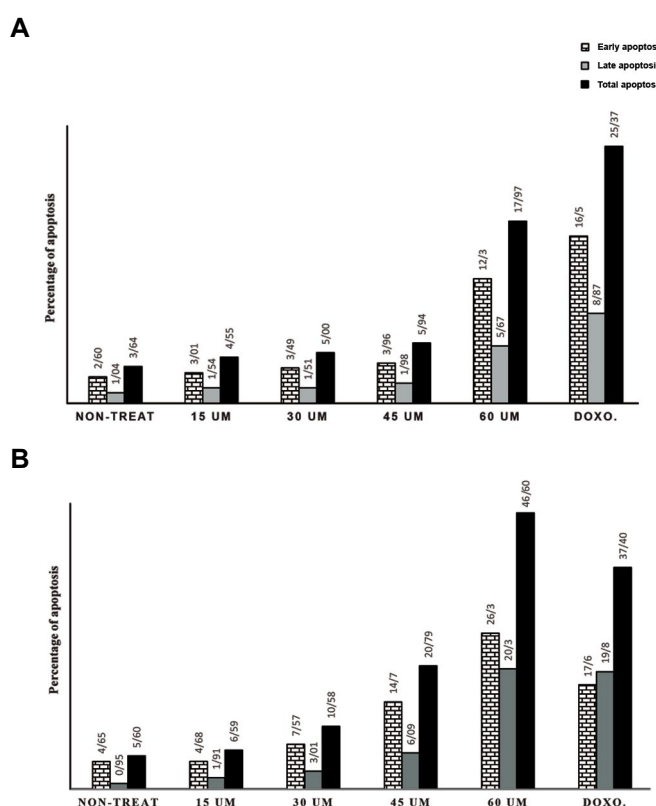 A
Early apoptos
Late apoptosi
Total apoptos
Percentage of apoptosis
2/60 1/04 3/64 3/01 1/54 4/55 3/49 1/51 5/00 3/96 1/98 5/94 12/3 5/67 17/97 16/5 8/87 25/37
NON-TREAT 15 UM 30 UM 45 UM 60 UM DOXO.
B
Percentage of apoptosis
4/65 0/95 5/60 4/68 1/91 6/59 7/57 3/01 10/58 14/7 6/09 20/79 26/3 20/3 46/60 17/6 19/8 37/40
NON-TREAT 15 UM 30 UM 45 UM 60 UM DOXO.